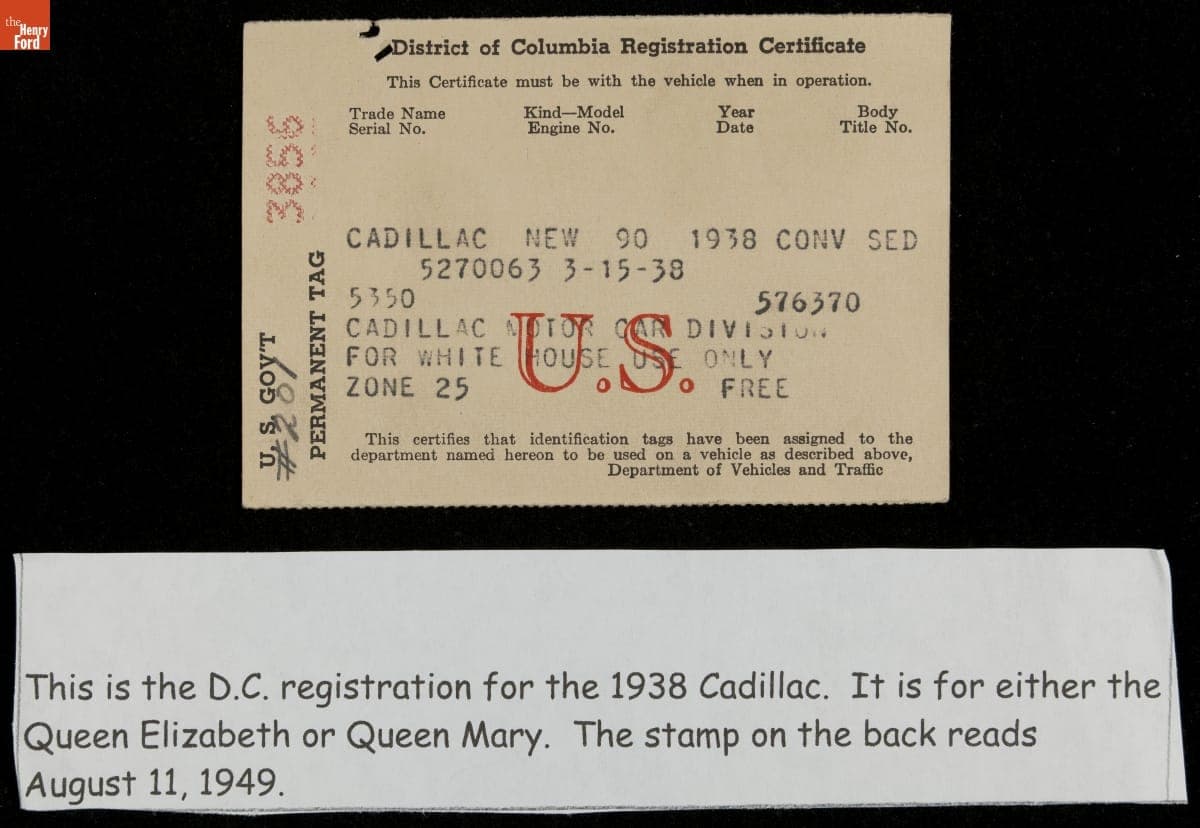 the
Henry
Ford
District of Columbia Registration Certificate
This Certificate must be with the vehicle when in operation.
Trade Name Kind—Model Year Body
Serial No. Engine No. Date Title No.
3856
U. S. GOV'T
#201
PERMANENT TAG
CADILLAC NEW 90 1938 CONV SED
5270063 3-15-38
5350 576370
CADILLAC MOTOR CAR DIVISION
FOR WHITE HOUSE USE ONLY
ZONE 25 FREE
U.S.
This certifies that identification tags have been assigned to the
department named hereon to be used on a vehicle as described above,
Department of Vehicles and Traffic
This is the D.C. registration for the 1938 Cadillac. It is for either the
Queen Elizabeth or Queen Mary. The stamp on the back reads
August 11, 1949.